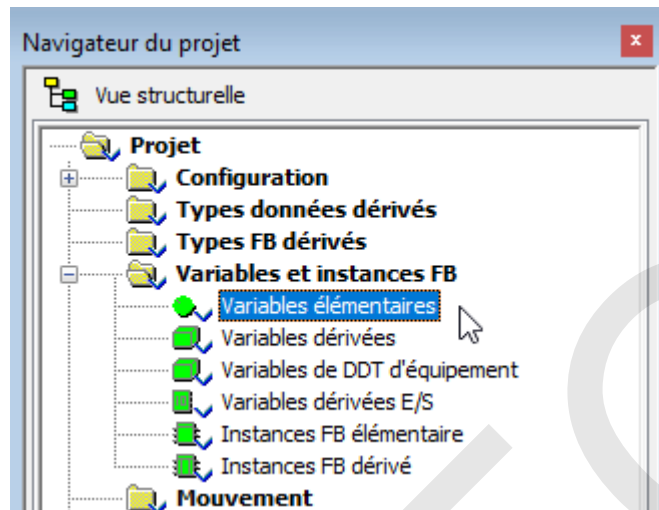 Navigateur du projet
Vue structurelle
Projet
Configuration
Types données dérivés
Types FB dérivés
Variables et instances FB
Variables élémentaires
Variables dérivées
Variables de DDT d'équipement
Variables dérivées E/S
Instances FB élémentaire
Instances FB dérivé
Mouvement